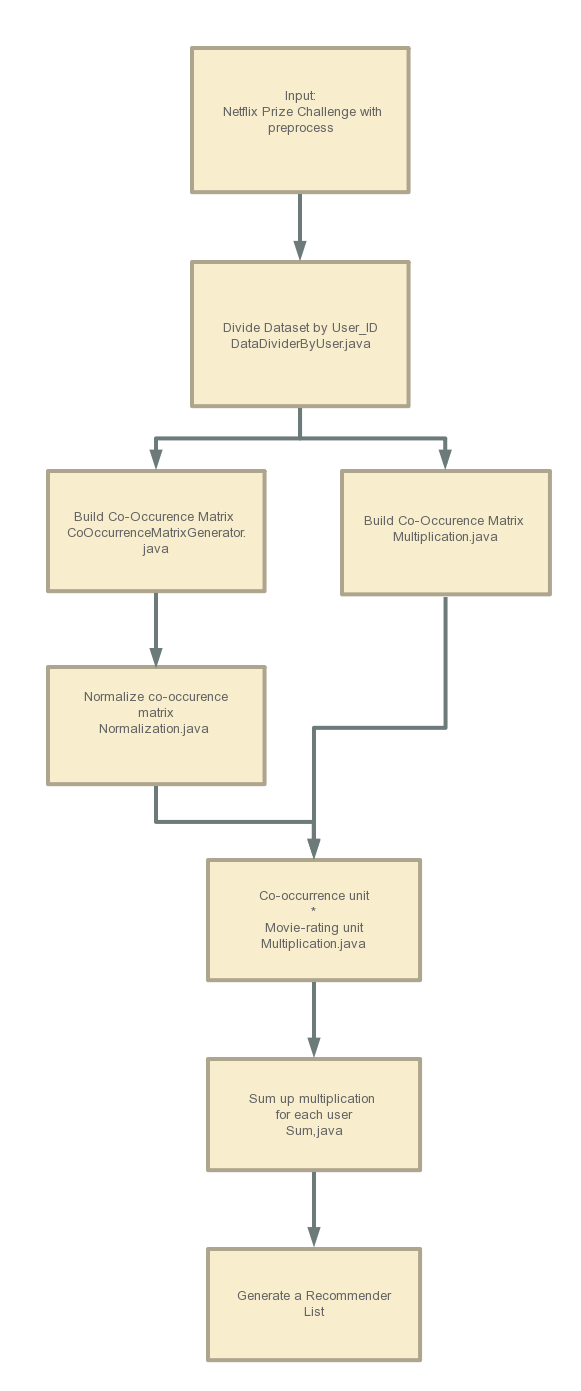 Input:
Netflix Prize Challenge with
preprocess
Divide Dataset by User_ID
DataDividerByUser.java
Build Co-Occurence Matrix
CoOccurrenceMatrixGenerator.
java
Build Co-Occurence Matrix
Multiplication.java
Normalize co-occurence
matrix
Normalization.java
Co-occurrence unit
*
Movie-rating unit
Multiplication.java
Sum up multiplication
for each user
Sum,java
Generate a Recommender
List